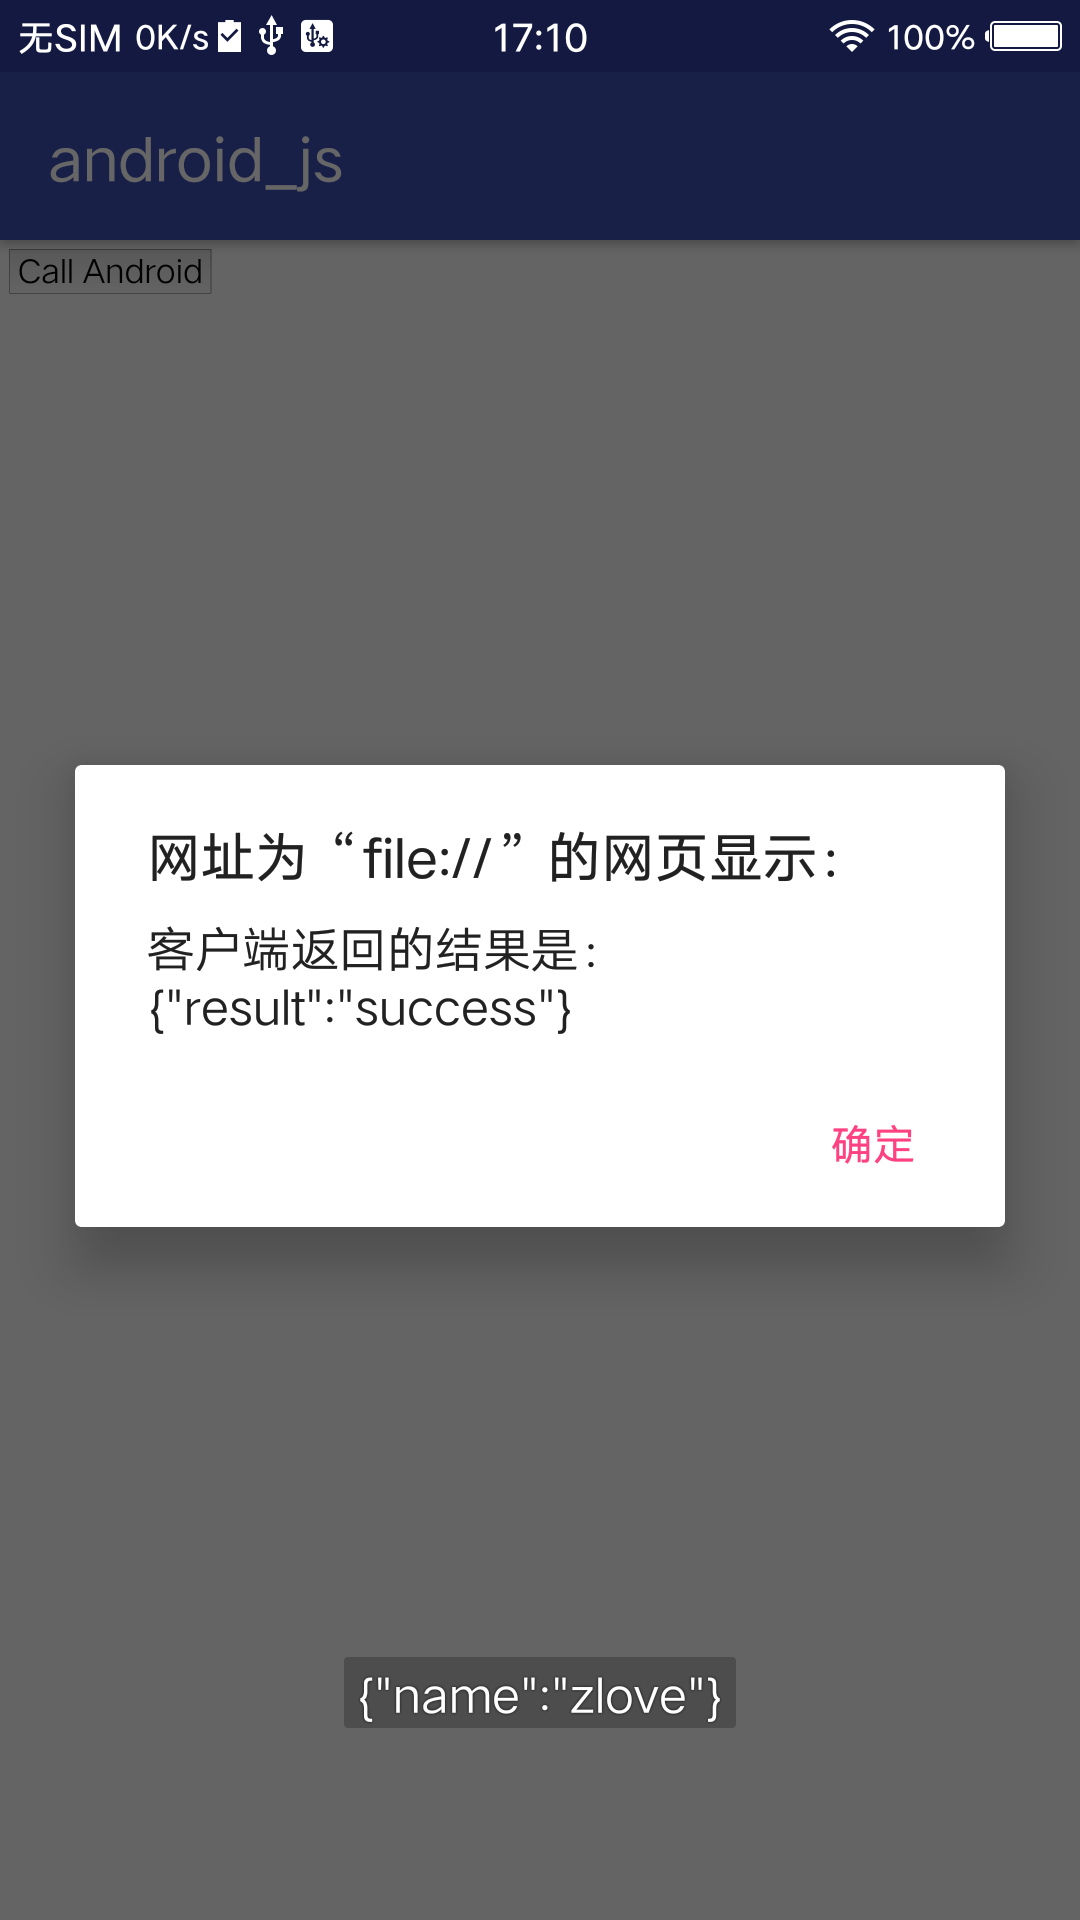 无SIM 0K/s 17:10 100%
android_js
Call Android
网址为“file://”的网页显示：
客户端返回的结果是：
{"result":"success"}
确定
{"name":"zlove"}